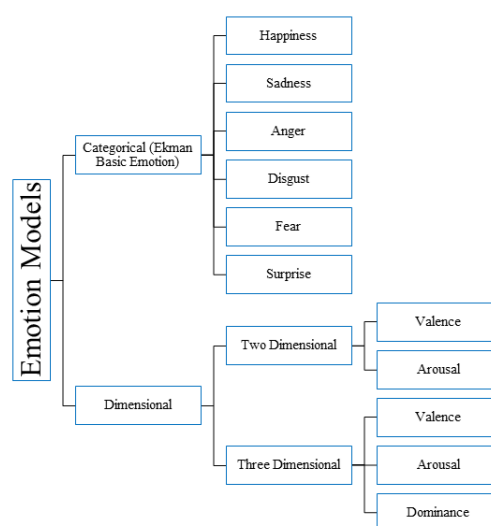 Emotion Models
Categorical (Ekman
Basic Emotion)
Happiness
Sadness
Anger
Disgust
Fear
Surprise
Dimensional
Two Dimensional
Valence
Arousal
Three Dimensional
Valence
Arousal
Dominance